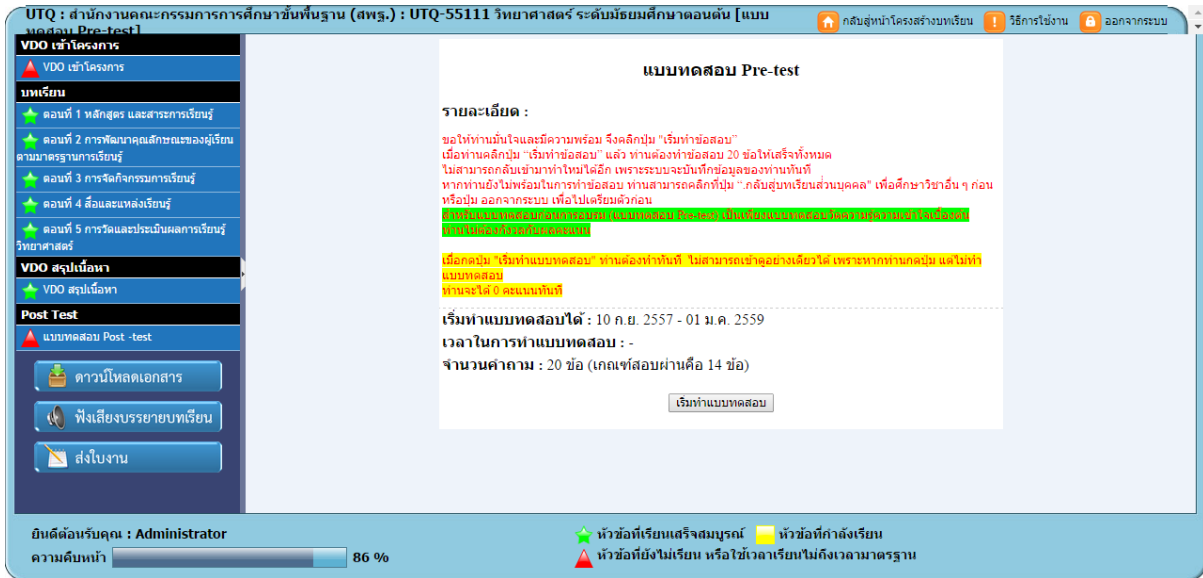 UTQ : สำนักงานคณะกรรมการการศึกษาขั้นพื้นฐาน (สพฐ.) : UTQ-55111 วิทยาศาสตร์ ระดับมัธยมศึกษาตอนต้น [แบบ
ทดสอบ Pre-test]
กลับสู่หน้าโครงสร้างบทเรียน
วิธีการใช้งาน
ออกจากระบบ
VDO เข้าโครงการ
VDO เข้าโครงการ
บทเรียน
ตอนที่ 1 หลักสูตร และสาระการเรียนรู้
ตอนที่ 2 การพัฒนาคุณลักษณะของผู้เรียน
ตามมาตรฐานการเรียนรู้
ตอนที่ 3 การจัดกิจกรรมการเรียนรู้
ตอนที่ 4 สื่อและแหล่งเรียนรู้
ตอนที่ 5 การวัดและประเมินผลการเรียนรู้
วิทยาศาสตร์
VDO สรุปเนื้อหา
VDO สรุปเนื้อหา
Post Test
แบบทดสอบ Post -test
ดาวน์โหลดเอกสาร
ฟังเสียงบรรยายบทเรียน
ส่งใบงาน
แบบทดสอบ Pre-test
รายละเอียด :
ขอให้ท่านมั่นใจและมีความพร้อม จึงคลิกปุ่ม "เริ่มทำข้อสอบ"
เมื่อท่านคลิกปุ่ม "เริ่มทำข้อสอบ" แล้ว ท่านต้องทำข้อสอบ 20 ข้อให้เสร็จทั้งหมด
ไม่สามารถกลับเข้ามาทำใหม่ได้อีก เพราะระบบจะบันทึกข้อมูลของท่านทันที
หากท่านยังไม่พร้อมในการทำข้อสอบ ท่านสามารถคลิกที่ปุ่ม ".กลับสู่บทเรียนส่วนบุคคล" เพื่อศึกษาวิชาอื่น ๆ ก่อน
หรือปุ่ม ออกจากระบบ เพื่อไปเตรียมตัวก่อน
สำหรับแบบทดสอบก่อนการอบรม (แบบทดสอบ Pre-test) เป็นเพียงแบบทดสอบวัดความรู้ความเข้าใจเบื้องต้น
ท่านไม่ต้องกังวลกับผลคะแนน
เมื่อกดปุ่ม "เริ่มทำแบบทดสอบ" ท่านต้องทำทันที ไม่สามารถเข้าดูอย่างเดียวได้ เพราะหากท่านกดปุ่ม แต่ไม่ทำ
แบบทดสอบ
ท่านจะได้ 0 คะแนนทันที
เริ่มทำแบบทดสอบได้ : 10 ก.ย. 2557 - 01 ม.ค. 2559
เวลาในการทำแบบทดสอบ : -
จำนวนคำถาม : 20 ข้อ (เกณฑ์สอบผ่านคือ 14 ข้อ)
เริ่มทำแบบทดสอบ
ยินดีต้อนรับคุณ : Administrator
ความคืบหน้า 86 %
หัวข้อที่เรียนเสร็จสมบูรณ์ หัวข้อที่กำลังเรียน
หัวข้อที่ยังไม่เรียน หรือใช้เวลาเรียนไม่ถึงเวลามาตรฐาน